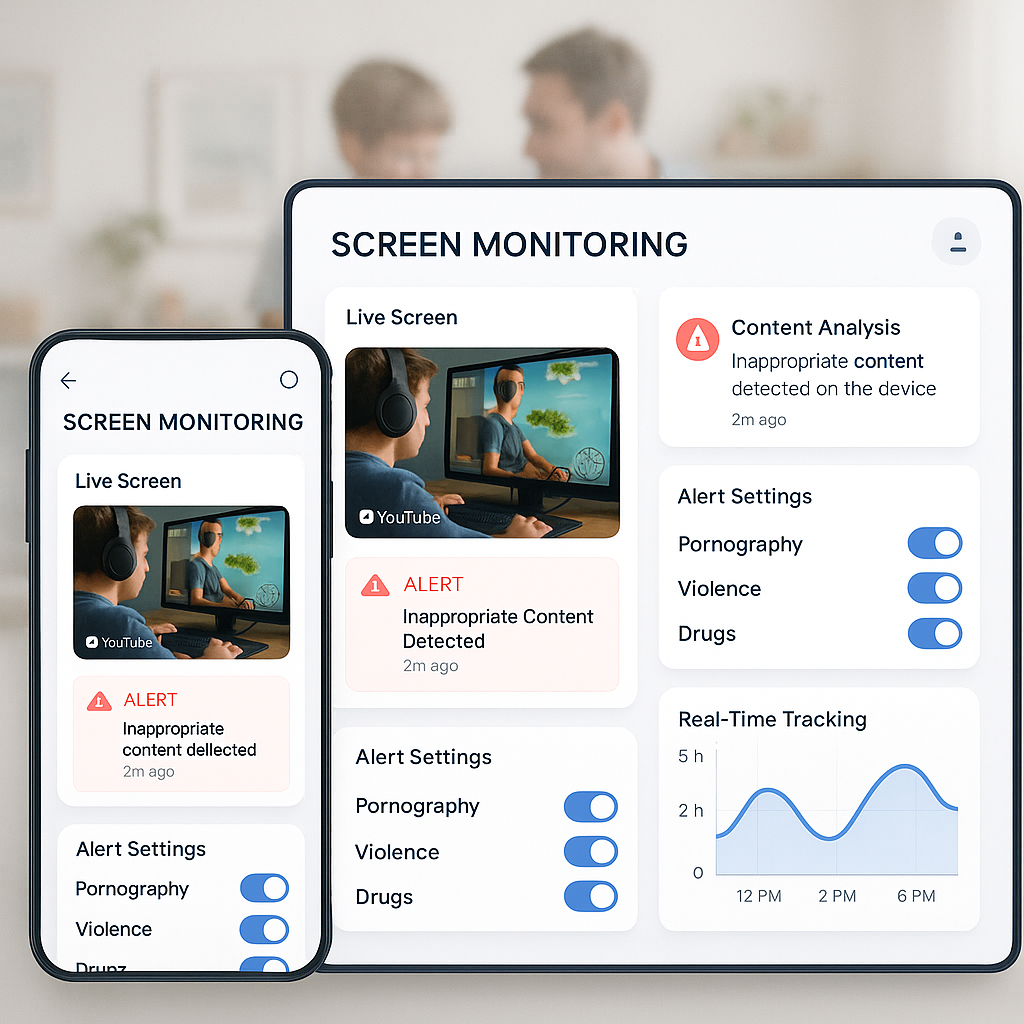 SCREEN MONITORING
Live Screen
YouTube
ALERT
Inappropriate
content dellected
2m ago
Alert Settings
Pornography
Violence
Drunz
SCREEN MONITORING
Live Screen
YouTube
ALERT
Inappropriate Content
Detected
2m ago
Alert Settings
Pornography
Violence
Drugs
Content Analysis
Inappropriate content
detected on the device
2m ago
Alert Settings
Pornography
Violence
Drugs
Real-Time Tracking
5 h
2 h
0
12 PM 2 PM 6 PM